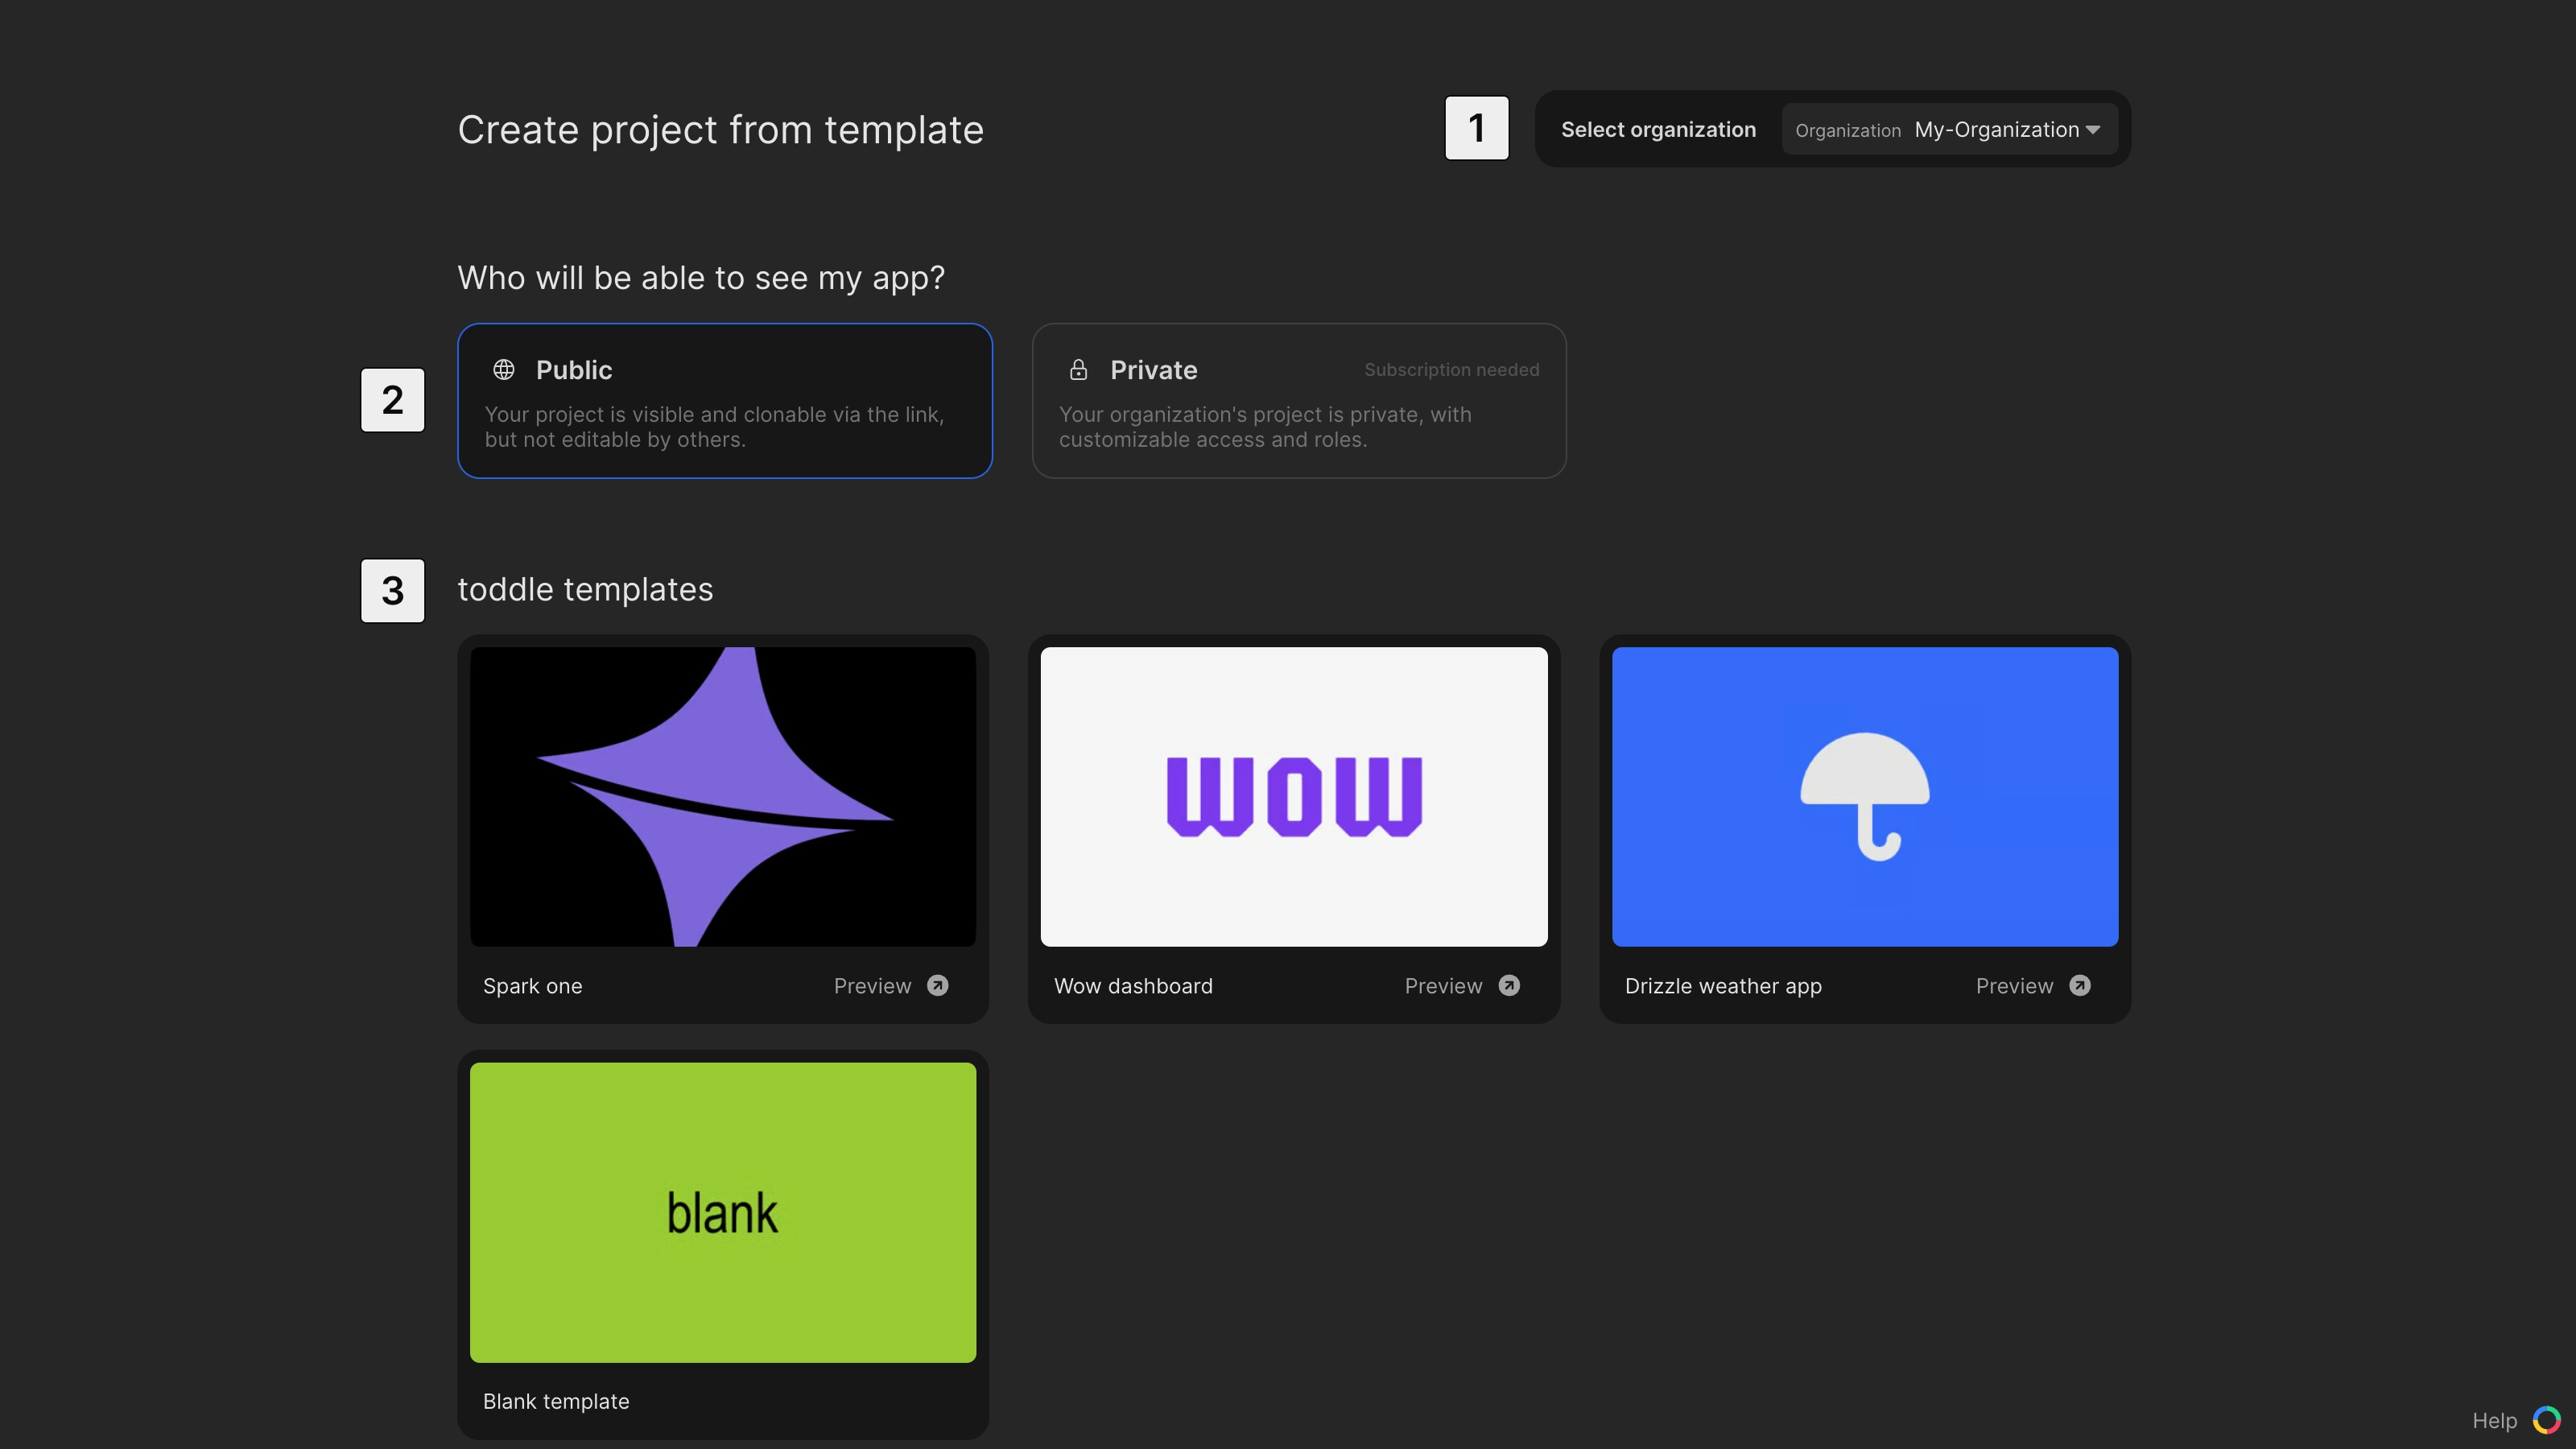 Create project from template
1
Select organization
Organization My-Organization
Who will be able to see my app?
2
Public
Your project is visible and clonable via the link,
but not editable by others.
Private
Subscription needed
Your organization's project is private, with
customizable access and roles.
3
toddle templates
WOW
Spark one
Preview
Wow dashboard
Preview
Drizzle weather app
Preview
blank
Blank template
Help